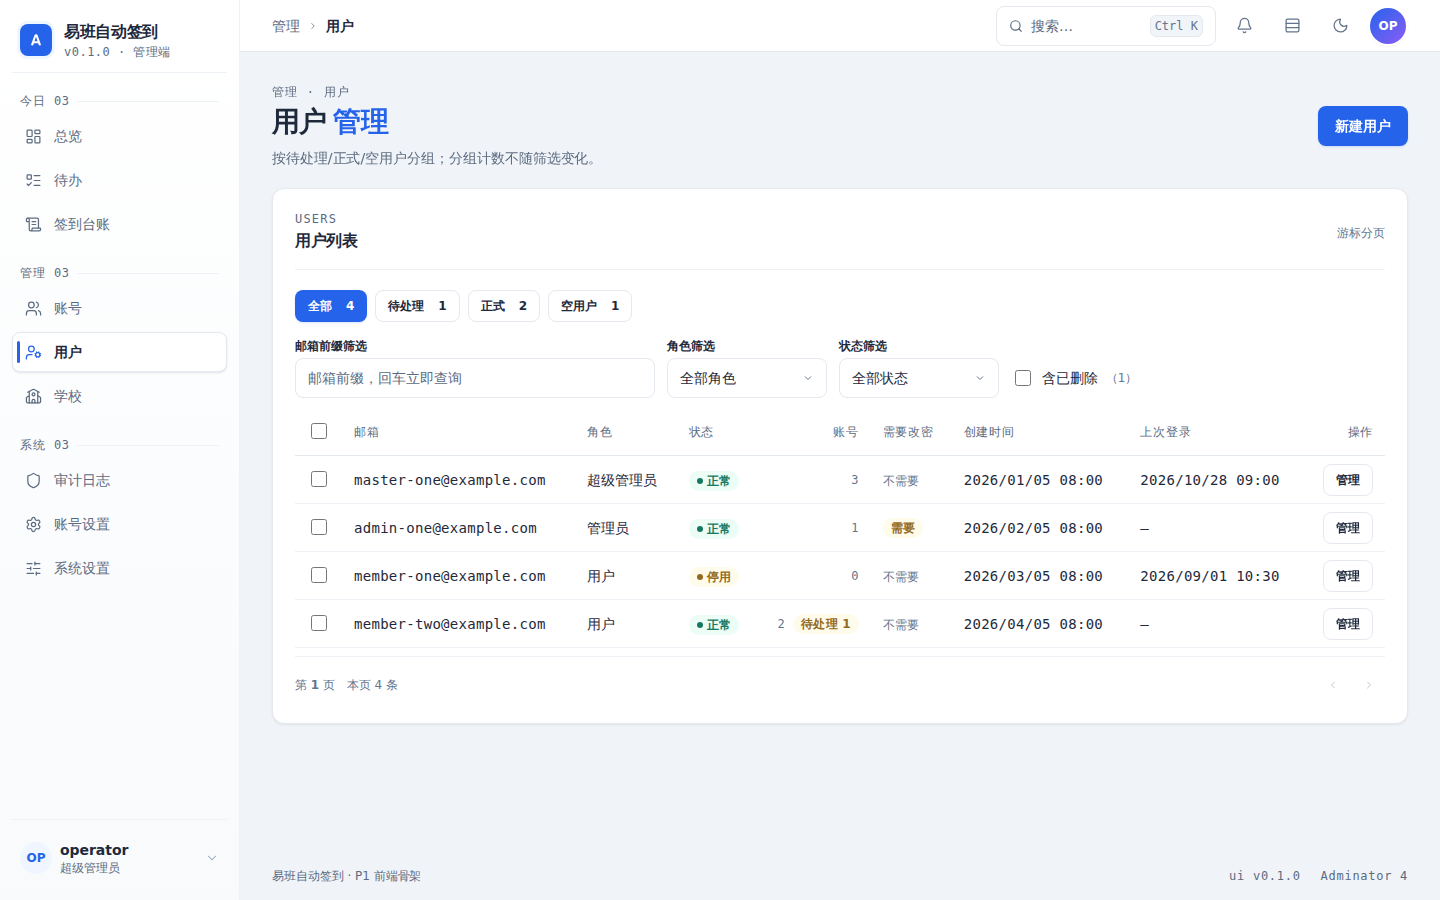 A
易班自动签到
v0.1.0 · 管理端
今日 03
总览
待办
签到台账
管理 03
账号
用户
学校
系统 03
审计日志
账号设置
系统设置
OP
operator
超级管理员
管理 › 用户
搜索… Ctrl K
OP
管理 · 用户
用户 管理
按待处理/正式/空用户分组；分组计数不随筛选变化。
新建用户
USERS
用户列表
游标分页
全部 4 待处理 1 正式 2 空用户 1
邮箱前缀筛选 角色筛选 状态筛选
邮箱前缀，回车立即查询 全部角色 全部状态 含已删除 （1）
邮箱 角色 状态 账号 需要改密 创建时间 上次登录 操作
master-one@example.com 超级管理员 正常 3 不需要 2026/01/05 08:00 2026/10/28 09:00 管理
admin-one@example.com 管理员 正常 1 需要 2026/02/05 08:00 — 管理
member-one@example.com 用户 停用 0 不需要 2026/03/05 08:00 2026/09/01 10:30 管理
member-two@example.com 用户 正常 2 待处理 1 不需要 2026/04/05 08:00 — 管理
第 1 页 本页 4 条
易班自动签到 · P1 前端骨架
ui v0.1.0 Adminator 4